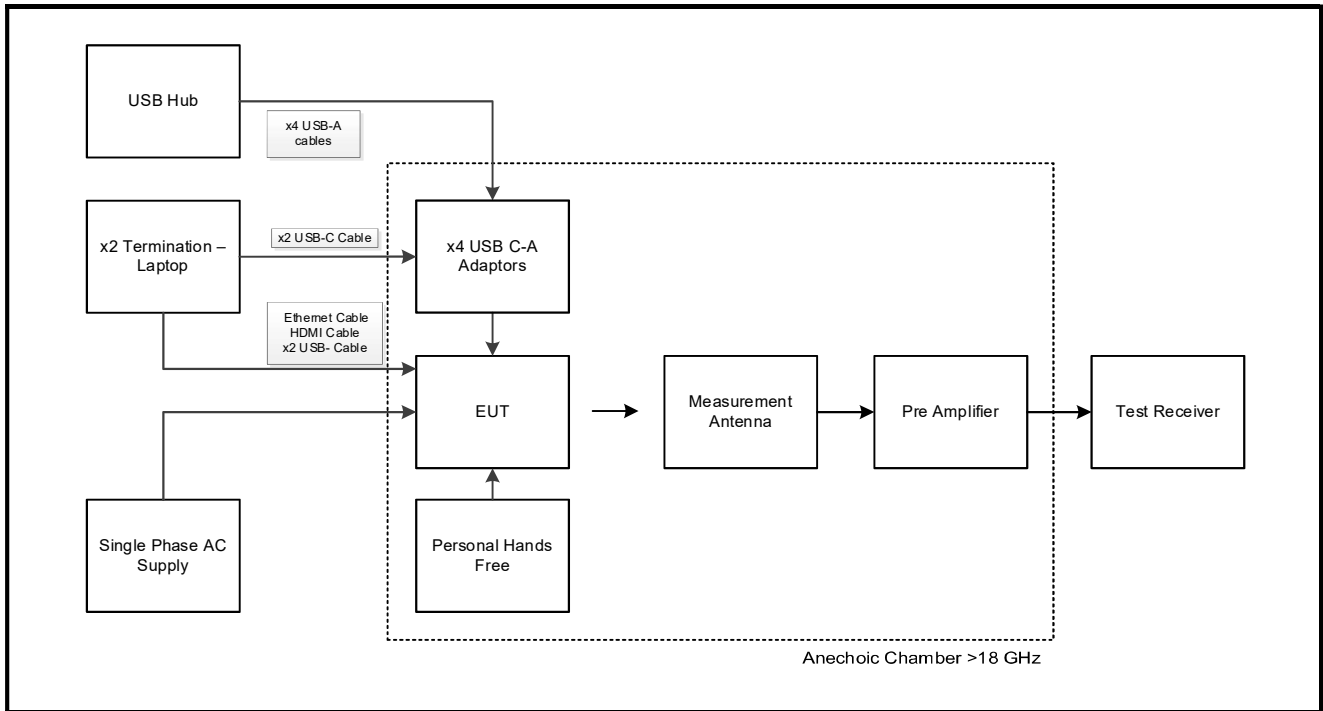 USB Hub
x4 USB-A
cables
x2 Termination –
Laptop
x2 USB-C Cable
x4 USB C-A
Adaptors
Ethernet Cable
HDMI Cable
x2 USB- Cable
EUT
Measurement
Antenna
Pre Amplifier
Test Receiver
Single Phase AC
Supply
Personal Hands
Free
Anechoic Chamber >18 GHz